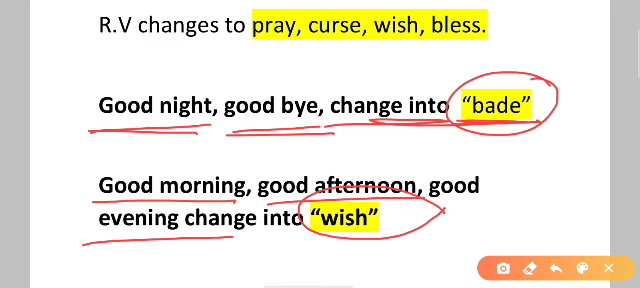 R.V changes to pray, curse, wish, bless.
Good night, good bye, change into “bade”
Good morning, good afternoon, good
evening change into “wish”